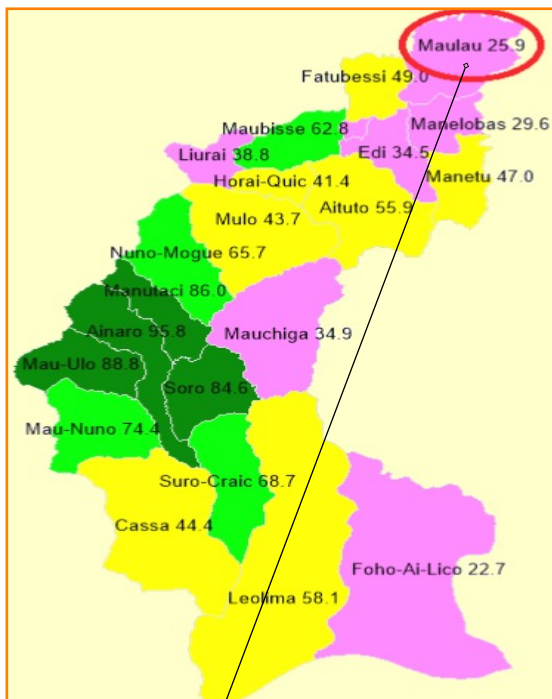 Maulau 25.9
Fatubessi 49.0
Manelobas 29.6
Maubisse 62.8
Edi 34.5
Liurai 38.8
Manetu 47.0
Horai-Quic 41.4
Aituto 55.9
Mulo 43.7
Nuno-Mogue 65.7
Manutaci 86.0
Ainaro 95.8
Mauchiga 34.9
Mau-Ulo 88.8
Soro 84.6
Mau-Nuno 74.4
Suro-Craic 68.7
Cassa 44.4
Foho-Ai-Lico 22.7
Leolima 58.1